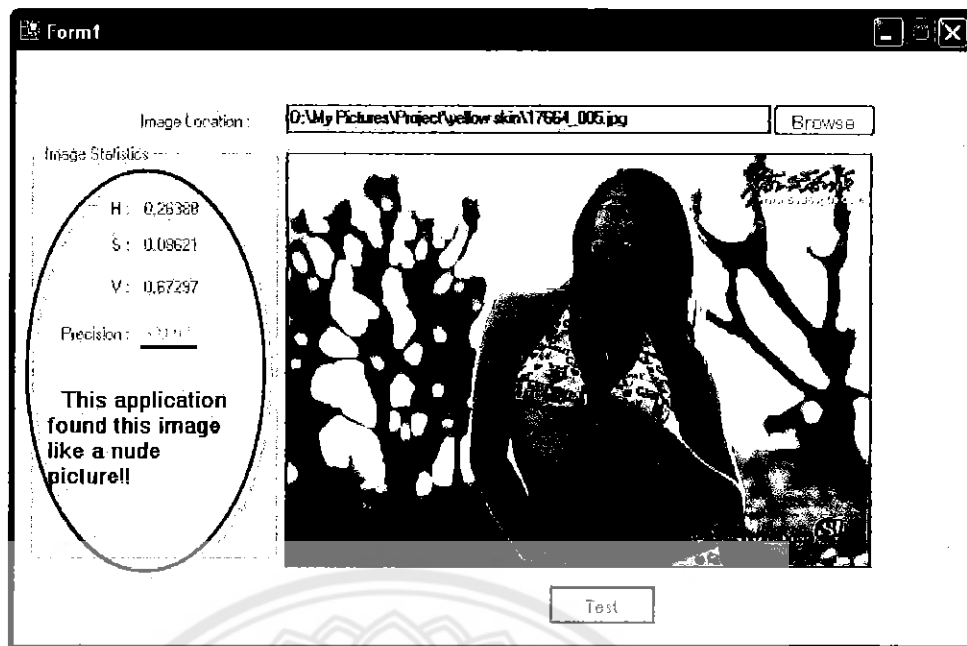 Form1
Image Location :
D:\My Pictures\Project\yellow skin\17664_005.jpg
Browse
Image Statistics
H : 0.26388
S : 0.08621
V : 0.67297
Precision :
This application
found this image
like a nude
picture!!
Test